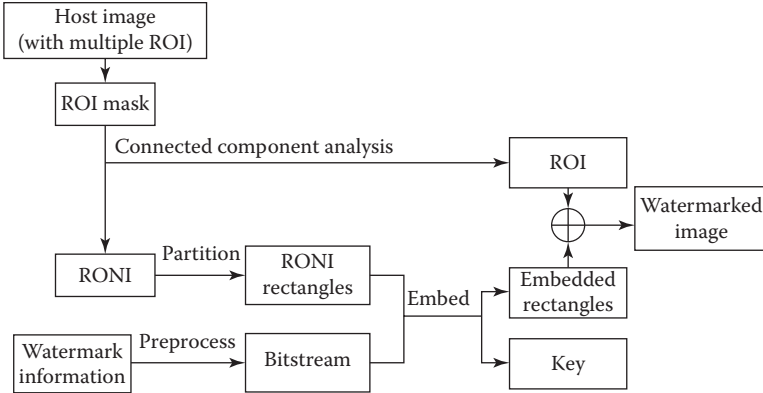 Host image
(with multiple ROI)
ROI mask
Connected component analysis
ROI
Watermarked
image
RONI
Partition
RONI
rectangles
Embed
Embedded
rectangles
Watermark
information
Preprocess
Bitstream
Key